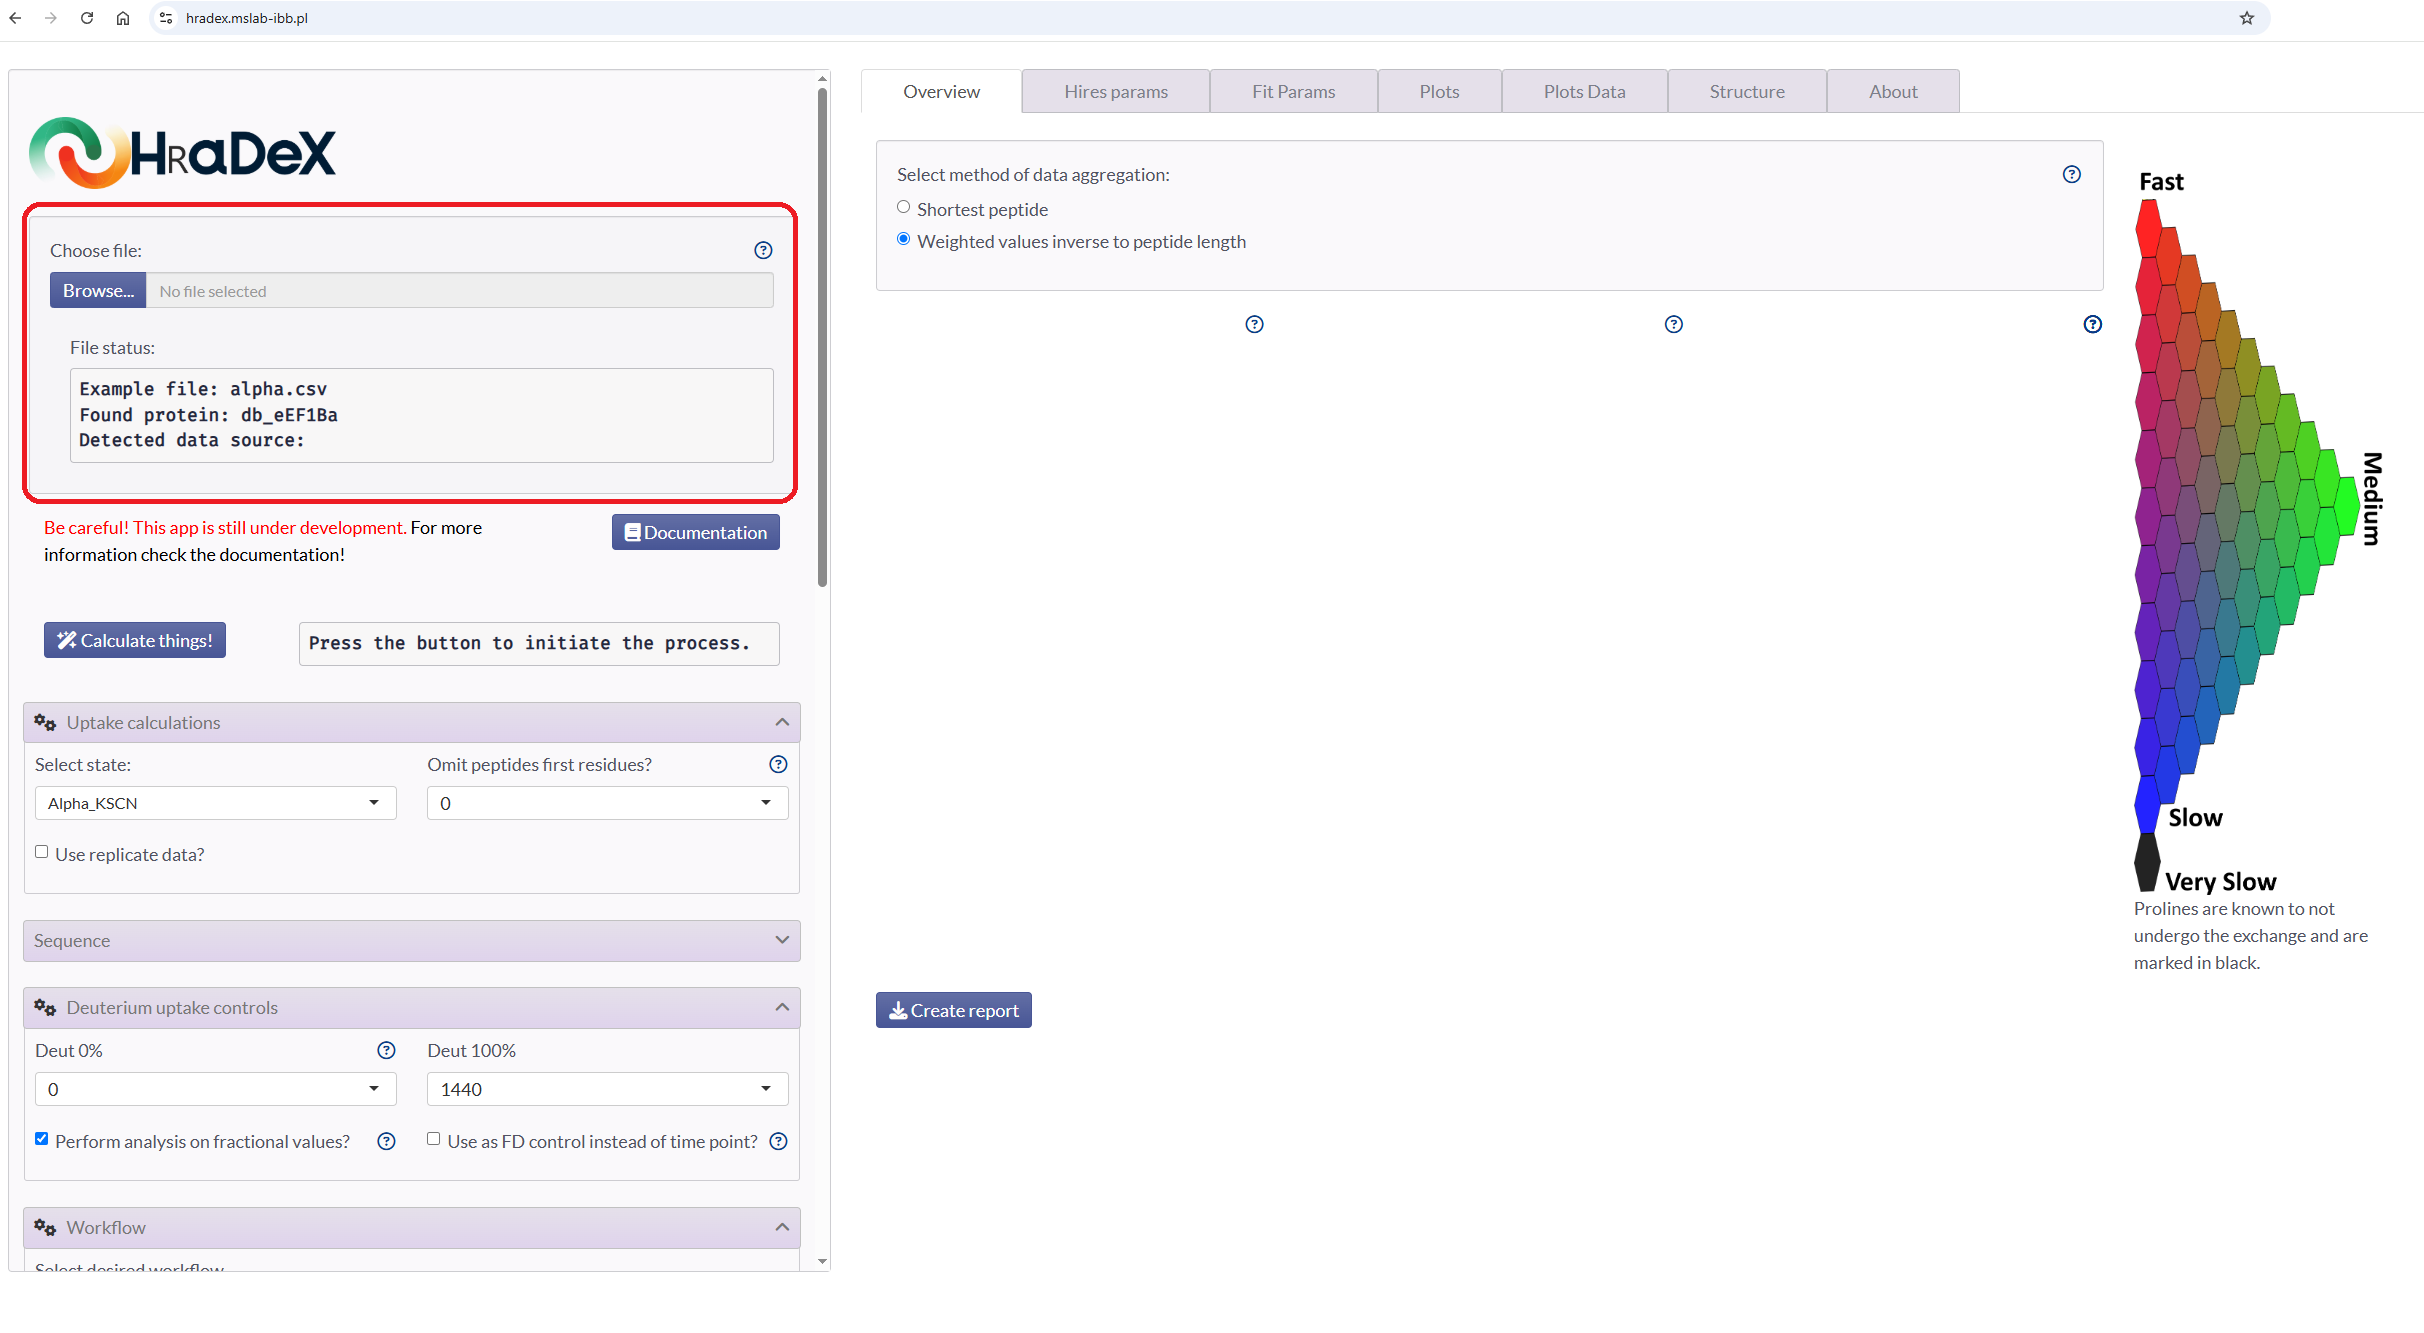 hradex.mslab-ibb.pl
HRaDeX
Choose file:
Browse...
No file selected
File status:
Example file: alpha.csv
Found protein: db_eEF1Ba
Detected data source:
Be careful! This app is still under development. For more
information check the documentation!
Documentation
Calculate things!
Press the button to initiate the process.
Uptake calculations
Select state:
Omit peptides first residues?
Alpha_KSCN
0
Use replicate data?
Sequence
Deuterium uptake controls
Deut 0%
Deut 100%
0
1440
Perform analysis on fractional values?
Use as FD control instead of time point?
Workflow
Select desired workflow
Overview
Hires params
Fit Params
Plots
Plots Data
Structure
About
Select method of data aggregation:
Shortest peptide
Weighted values inverse to peptide length
Create report
Fast
Medium
Slow
Very Slow
Prolines are known to not
undergo the exchange and are
marked in black.